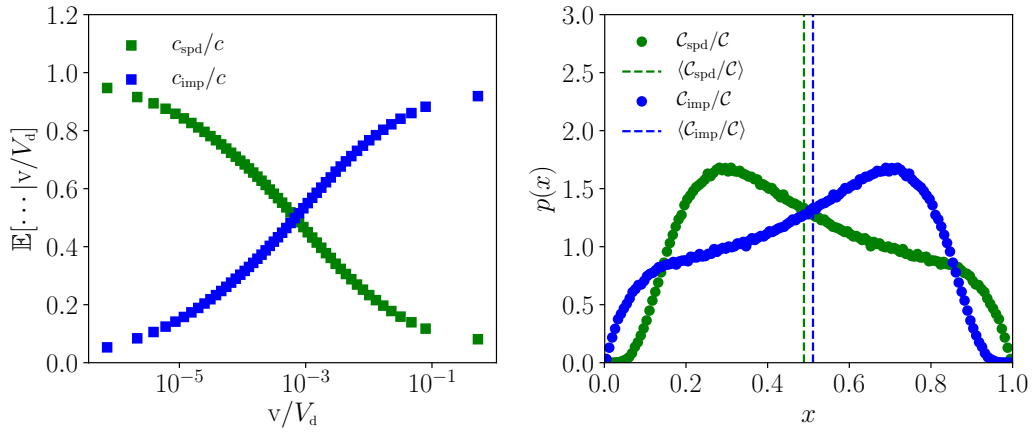 1.2
1.0
0.8
0.6
0.4
0.2
0.0
𝔼[⋯ |v/V_d]
c_spd/c
c_imp/c
10^−5
10^−3
10^−1
v/V_d
3.0
2.5
2.0
1.5
1.0
0.5
0.0
p(x)
𝒞_spd/𝒞
⟨𝒞_spd/𝒞⟩
𝒞_imp/𝒞
⟨𝒞_imp/𝒞⟩
0.0 0.2 0.4 0.6 0.8 1.0
x